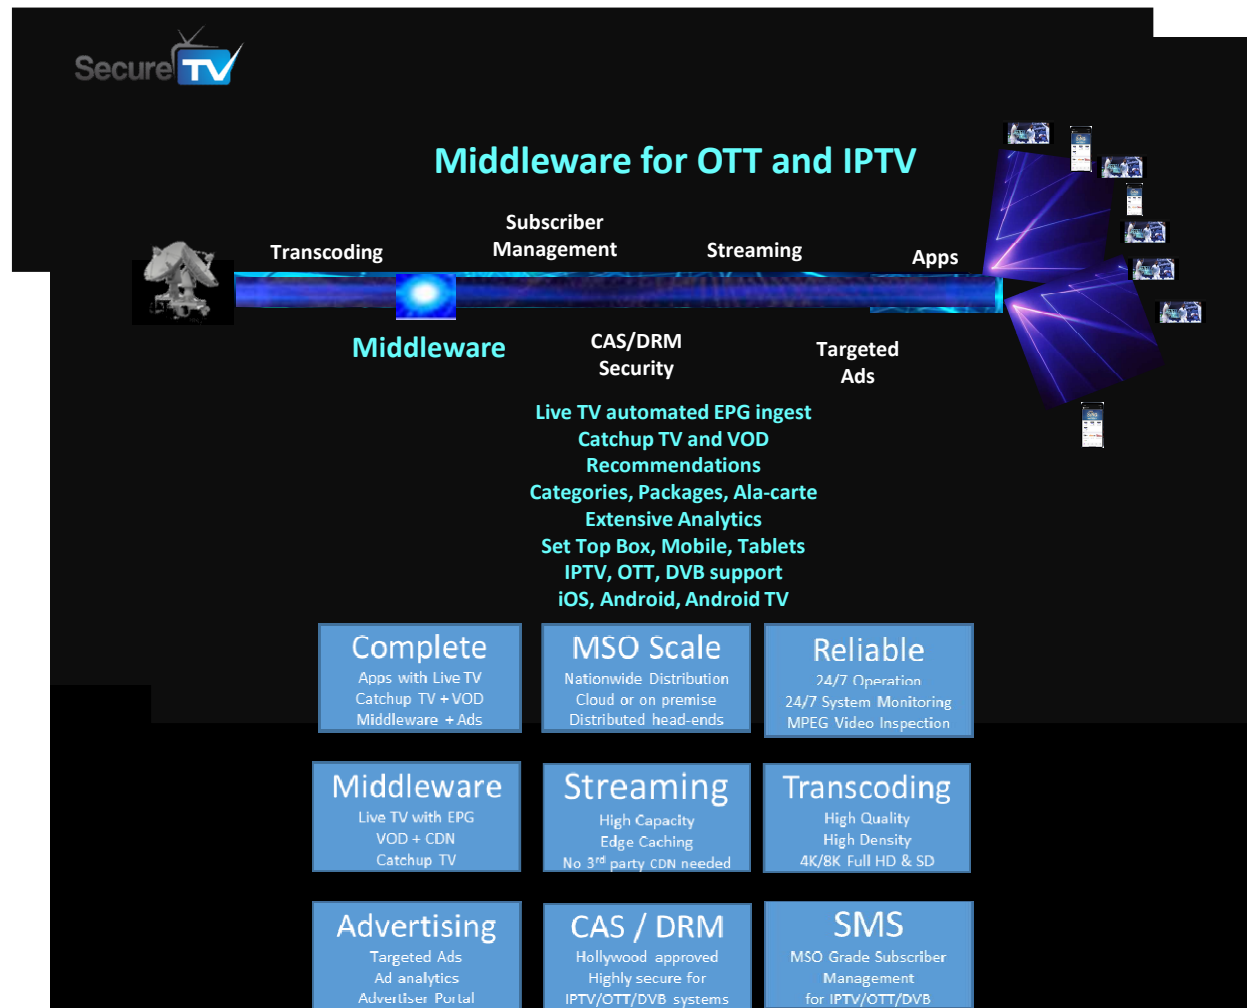 Secure TV
Middleware for OTT and IPTV
Subscriber
Management
Transcoding
Streaming
Apps
Middleware
CAS/DRM
Security
Targeted
Ads
Live TV automated EPG ingest
Catchup TV and VOD
Recommendations
Categories, Packages, Ala-carte
Extensive Analytics
Set Top Box, Mobile, Tablets
IPTV, OTT, DVB support
iOS, Android, Android TV
Complete
Apps with Live TV
Catchup TV + VOD
Middleware + Ads
MSO Scale
Nationwide Distribution
Cloud or on premise
Distributed head-ends
Reliable
24/7 Operation
24/7 System Monitoring
MPEG Video Inspection
Middleware
Live TV with EPG
VOD + CDN
Catchup TV
Streaming
High Capacity
Edge Caching
No 3rd party CDN needed
Transcoding
High Quality
High Density
4K/8K Full HD & SD
Advertising
Targeted Ads
Ad analytics
Advertiser Portal
CAS / DRM
Hollywood approved
Highly secure for
IPTV/OTT/DVB systems
SMS
MSO Grade Subscriber
Management
for IPTV/OTT/DVB